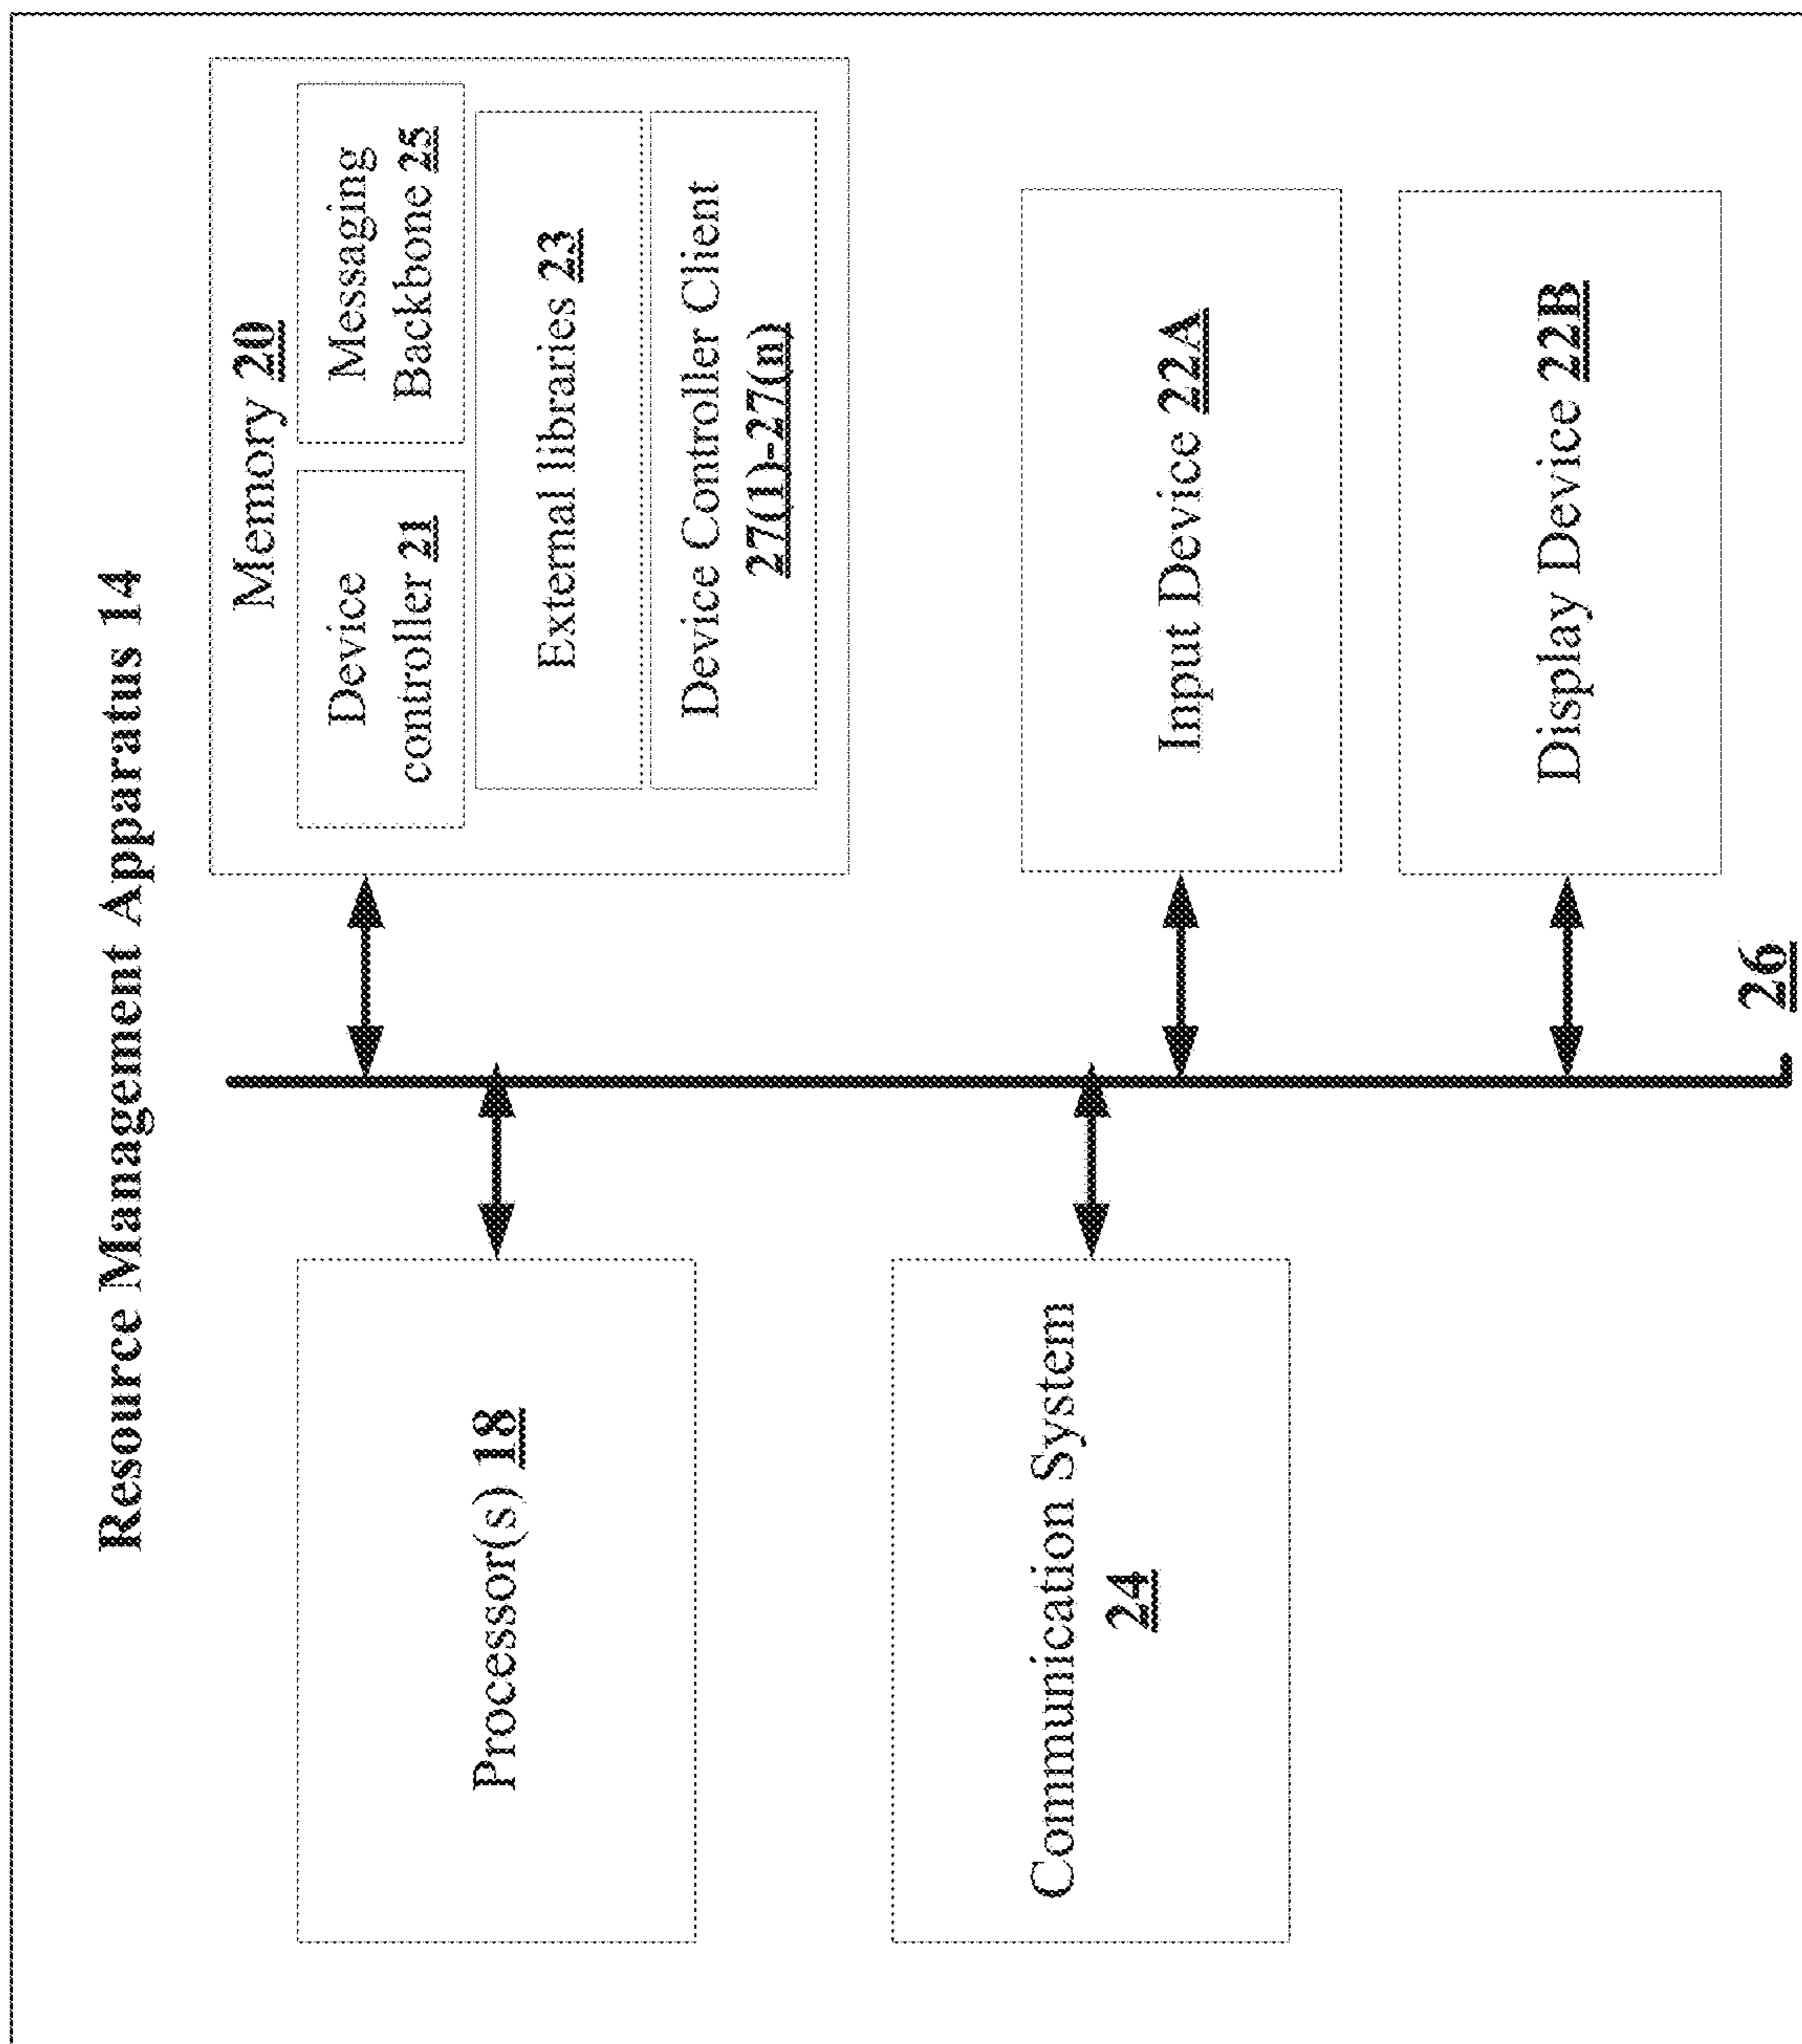 Resource Management Apparatus 14
Processor(s) 18
Communication System
24
Memory 20
Device
controller 21
Messaging
Backbone 25
External libraries 23
Device Controller Client
27(1)-27(n)
Input Device 22A
Display Device 22B
26